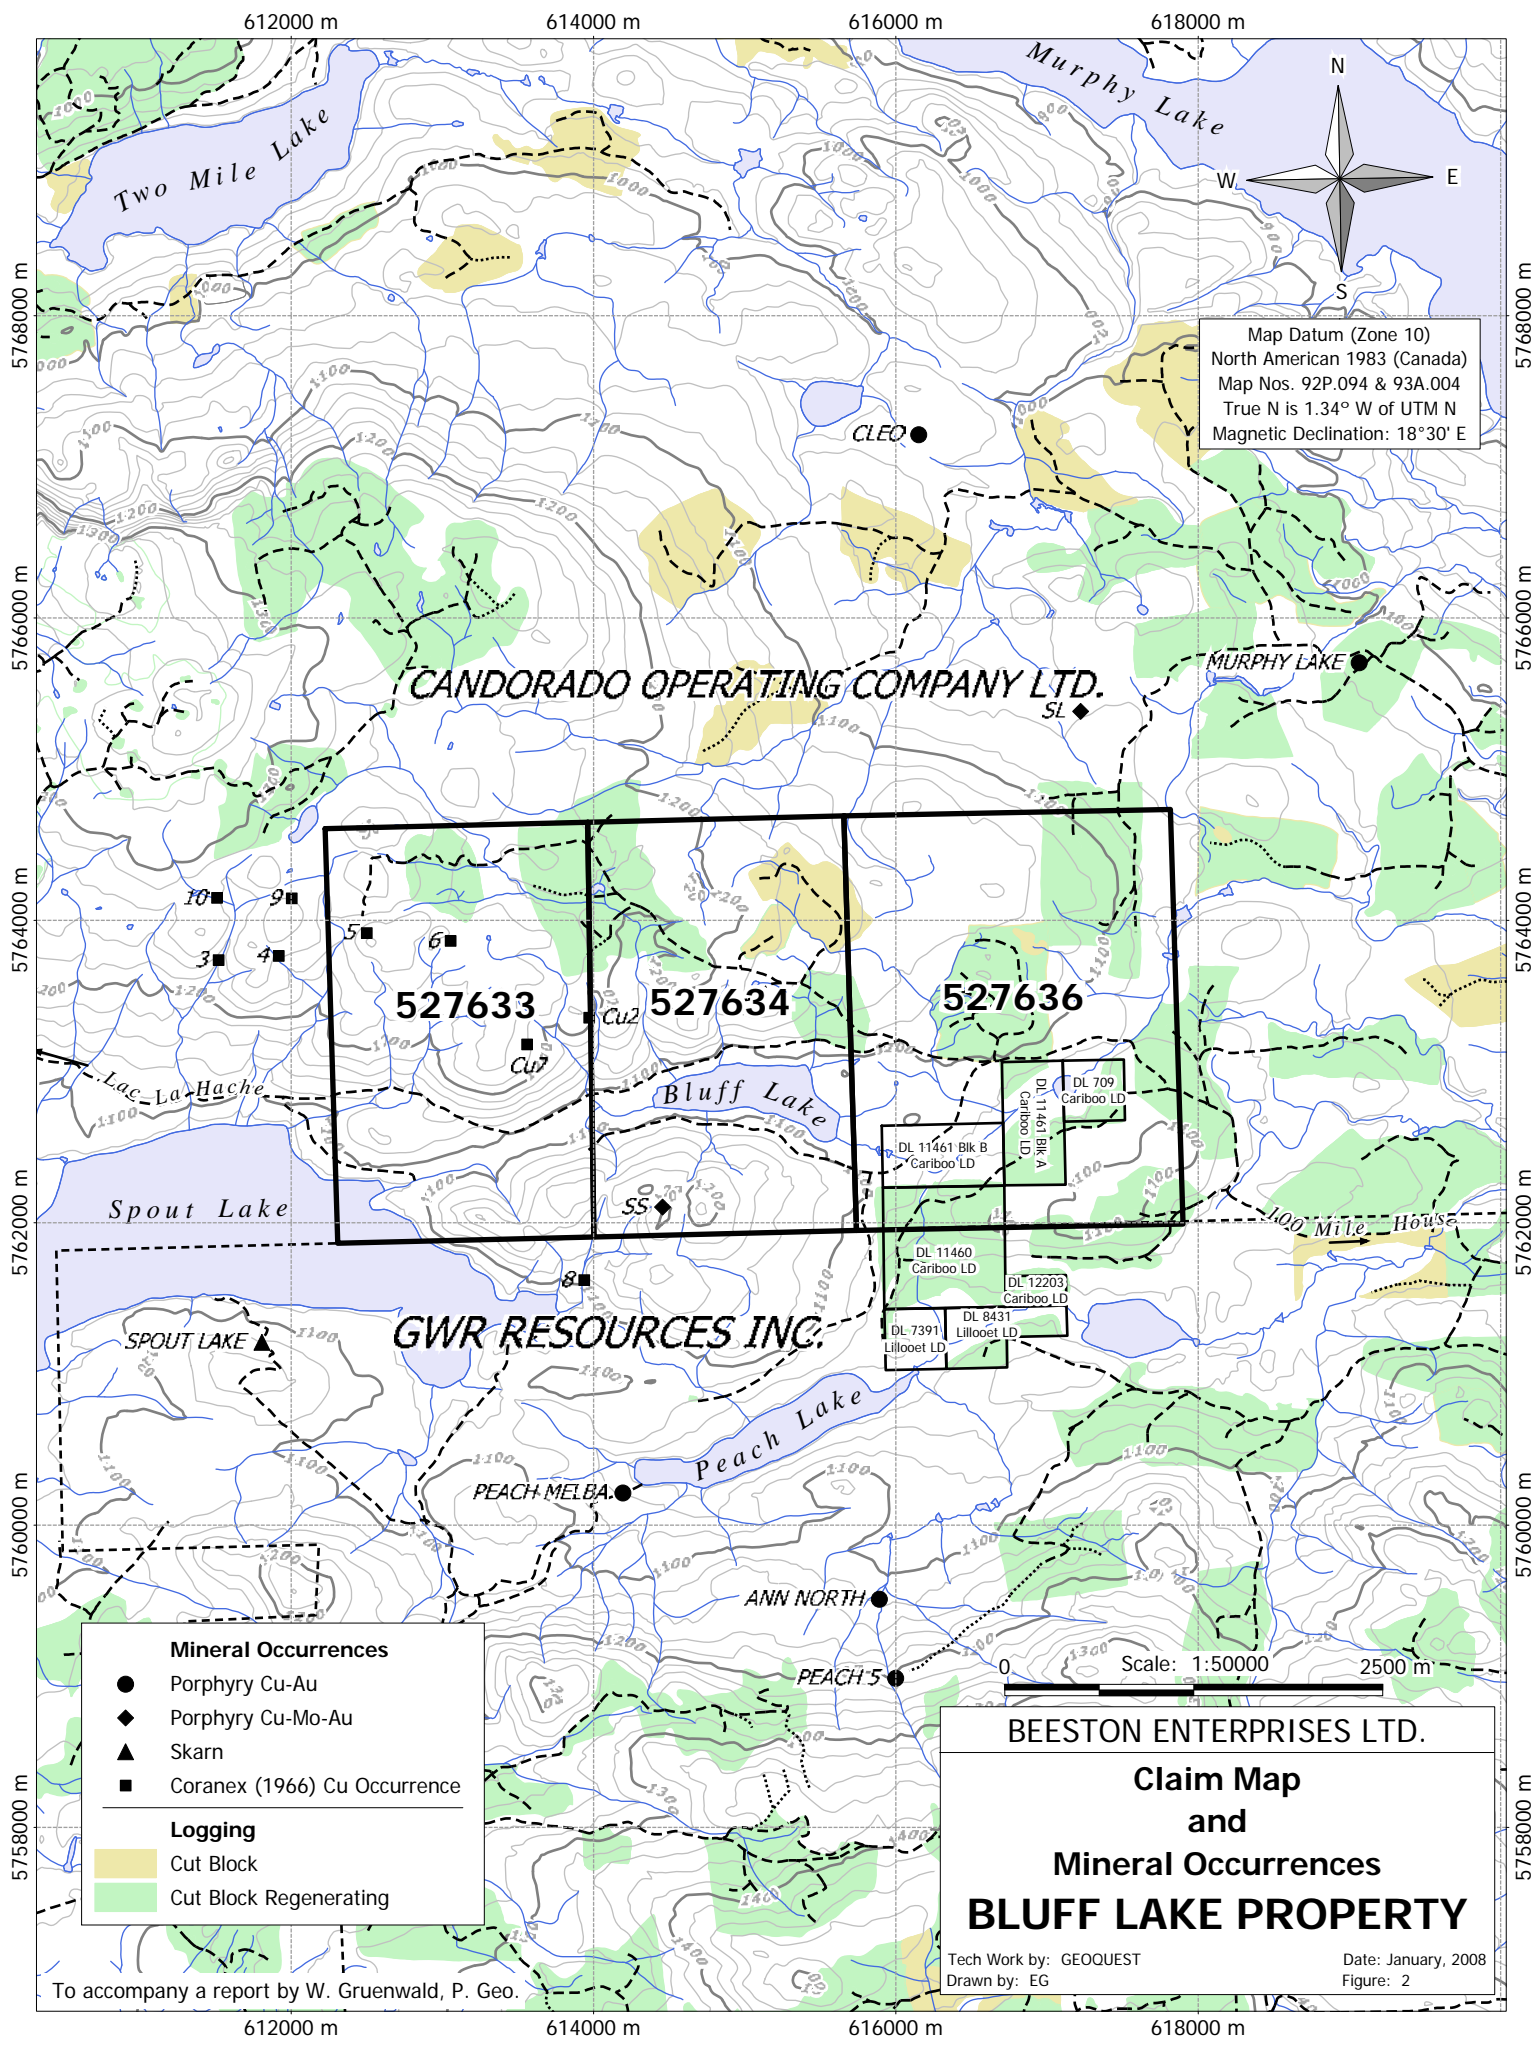 612000 m
614000 m
616000 m
618000 m
Two Mile Lake
Murphy Lake
N
W
E
S
5768000 m
5768000 m
Map Datum (Zone 10)
North American 1983 (Canada)
Map Nos. 92P.094 & 93A.004
True N is 1.34° W of UTM N
Magnetic Declination: 18°30' E
CLEO
5766000 m
5766000 m
MURPHY LAKE
CANDORADO OPERATING COMPANY LTD.
SL
10
9
5
6
3
4
5764000 m
5764000 m
527633
527634
527636
Cu2
Cu7
Lac La Hache
Bluff Lake
DL 709
Cariboo LD
DL 11461 Blk A
Cariboo LD
DL 11461 Blk B
Cariboo LD
Spout Lake
SS
5762000 m
5762000 m
100 Mile House
DL 11460
Cariboo LD
8
DL 12203
Cariboo LD
DL 7391
Lillooet LD
DL 8431
Lillooet LD
SPOUT LAKE
GWR RESOURCES INC.
Peach Lake
PEACH MELBA
5760000 m
5760000 m
ANN NORTH
PEACH 5
0
Scale: 1:50000
2500 m
Mineral Occurrences
Porphyry Cu-Au
Porphyry Cu-Mo-Au
Skarn
Coranex (1966) Cu Occurrence
Logging
Cut Block
Cut Block Regenerating
5758000 m
5758000 m
BEESTON ENTERPRISES LTD.
Claim Map
and
Mineral Occurrences
BLUFF LAKE PROPERTY
Tech Work by: GEOQUEST
Date: January, 2008
Drawn by: EG
Figure: 2
To accompany a report by W. Gruenwald, P. Geo.
612000 m
614000 m
616000 m
618000 m